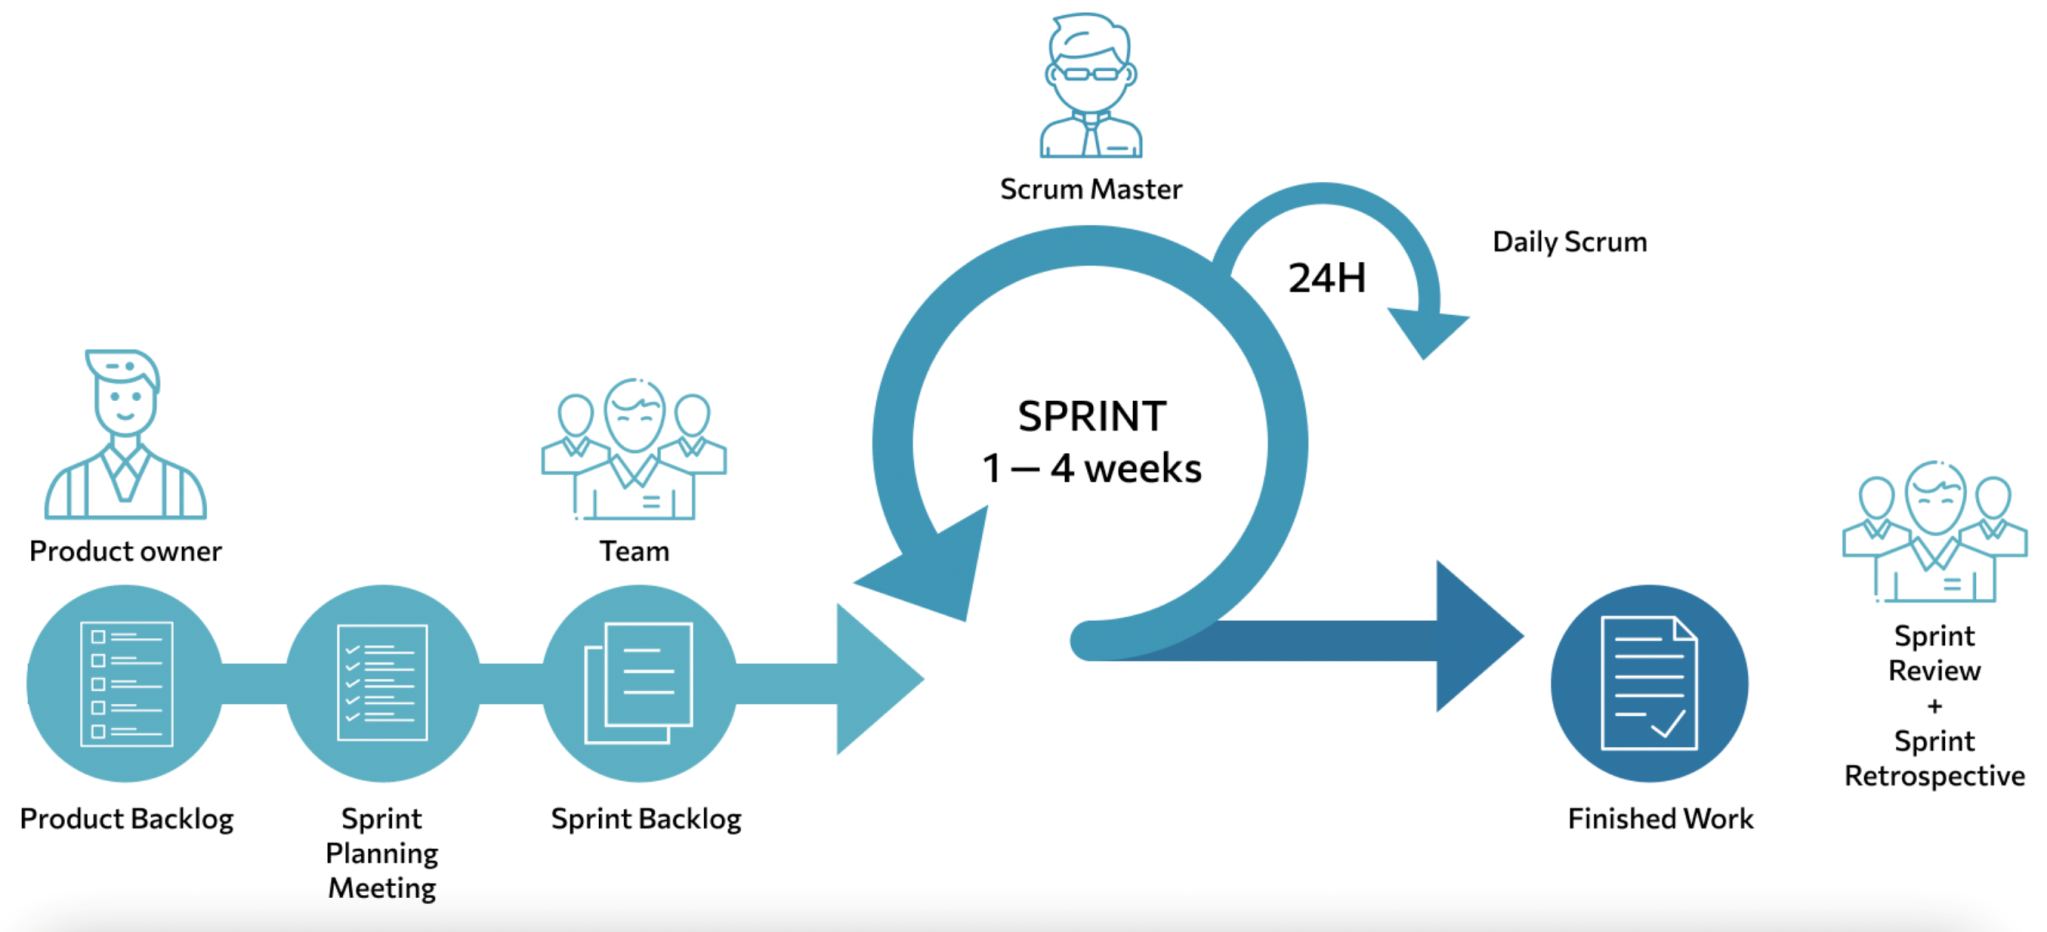 Scrum Master
Daily Scrum
24H
SPRINT
1 – 4 weeks
Product owner
Team
Sprint
Review
+
Sprint
Retrospective
Product Backlog
Sprint
Planning
Meeting
Sprint Backlog
Finished Work